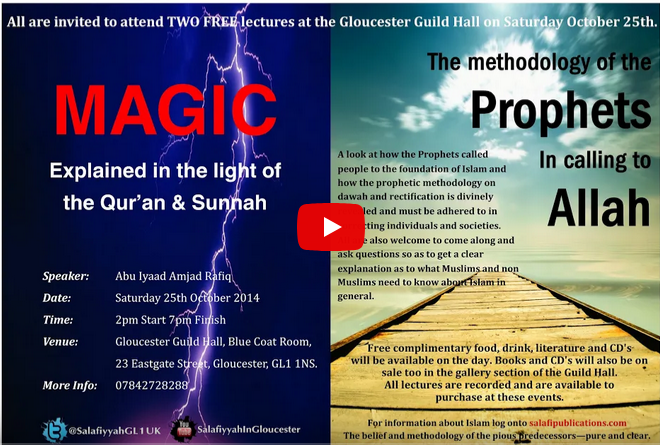 All are invited to attend TWO FREE lectures at the Gloucester Guild Hall on Saturday October 25th.
MAGIC
Explained in the light of
the Qur'an & Sunnah
Speaker: Abu Iyaad Amjad Rafiq
Date: Saturday 25th October 2014
Time: 2pm Start 7pm Finish
Venue: Gloucester Guild Hall, Blue Coat Room,
23 Eastgate Street, Gloucester, GL1 1NS.
More Info: 07842728288
@SalafiyyahGL1UK
You
SalafiyyahInGloucester
The methodology of the
Prophets
In calling to
Allah
A look at how the Prophets called
people to the foundation of Islam and
how the prophetic methodology on
dawah and rectification is divinely
and must be adhered to in
individuals and societies.
also welcome to come along and
ask questions so as to get a clear
explanation as to what Muslims and non
Muslims need to know about Islam in
general.
Free complimentary food, drink, literature and CD's
will be available on the day. Books and CD's will also be on
sale too in the gallery section of the Guild Hall.
All lectures are recorded and are available to
purchase at these events.
For information about Islam log onto salafipublications.com
The belief and methodology of the pious predecessors—pure and clear.